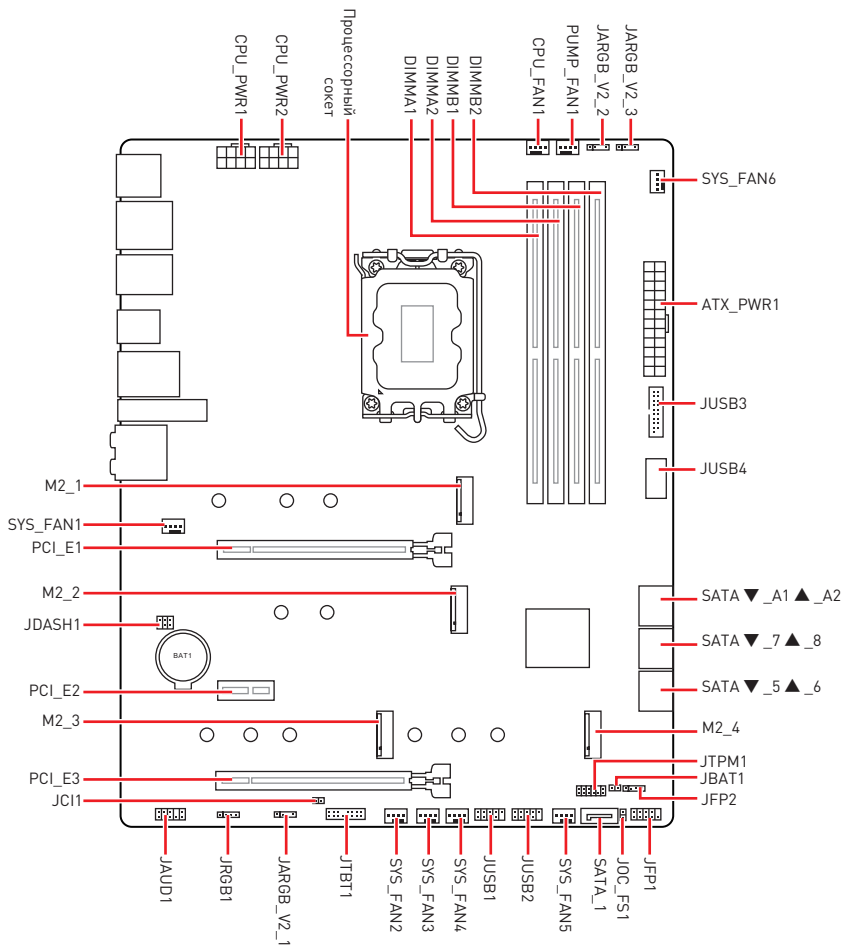 CPU_PWR1
CPU_PWR2
Процессорный
сокет
DIMMA1
DIMMA2
DIMMB1
DIMMB2
CPU_FAN1
PUMP_FAN1
JARGB_V2_2
JARGB_V2_3
SYS_FAN6
ATX_PWR1
JUSB3
JUSB4
M2_1
SYS_FAN1
PCI_E1
M2_2
SATA ▼ _A1 ▲ _A2
JDASH1
SATA ▼ _7 ▲ _8
BAT1
PCI_E2
SATA ▼ _5 ▲ _6
M2_3
M2_4
JTPM1
PCI_E3
JBAT1
JCI1
JFP2
JAUD1
JRGB1
JARGB_V2_1
JTBT1
SYS_FAN2
SYS_FAN3
SYS_FAN4
JUSB1
JUSB2
SYS_FAN5
SATA_1
JOC_FS1
JFP1